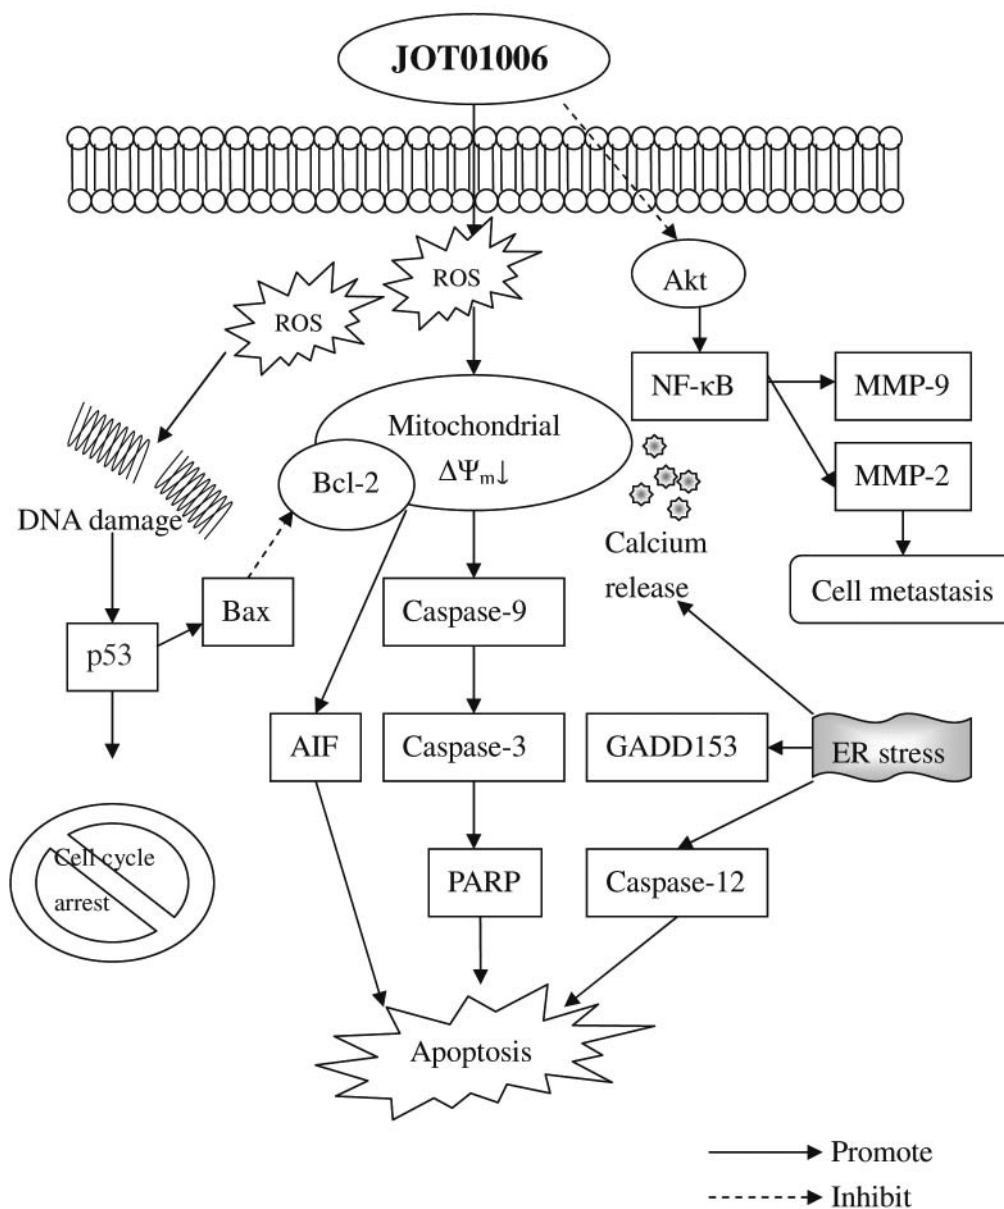 JOT01006
ROS
ROS
Akt
NF-κB
MMP-9
Mitochondrial
ΔΨm↓
Bcl-2
MMP-2
DNA damage
Calcium
release
Cell metastasis
Bax
Caspase-9
p53
AIF
Caspase-3
GADD153
ER stress
Cell cycle
arrest
PARP
Caspase-12
Apoptosis
Promote
Inhibit